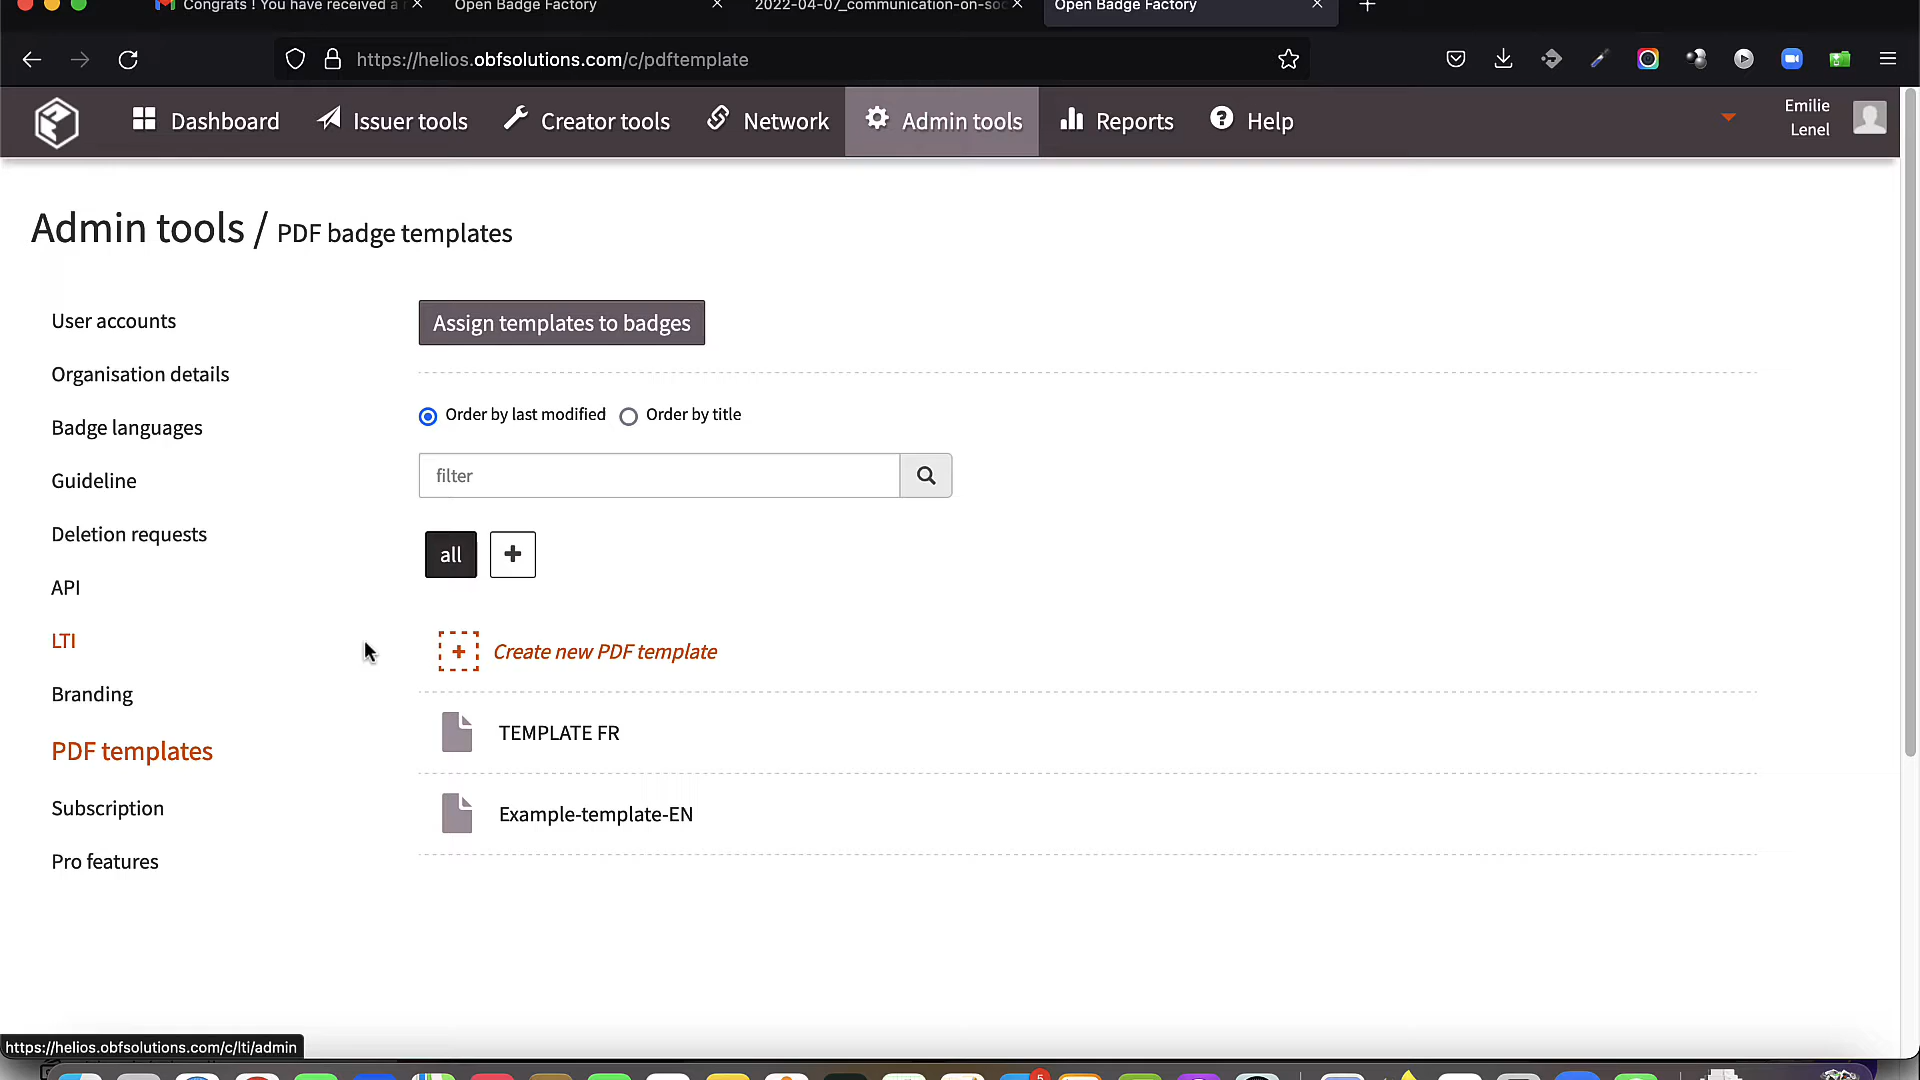 Congrats ! You have received a
Open Badge Factory
2022-04-07_communication-on-soc
Open Badge Factory
https://helios.obfsolutions.com/c/pdftemplate
Dashboard
Issuer tools
Creator tools
Network
Admin tools
Reports
Help
Emilie
Lenel
Admin tools / PDF badge templates
User accounts
Organisation details
Badge languages
Guideline
Deletion requests
API
LTI
Branding
PDF templates
Subscription
Pro features
Assign templates to badges
Order by last modified
Order by title
filter
all
Create new PDF template
TEMPLATE FR
Example-template-EN
https://helios.obfsolutions.com/c/lti/admin
5